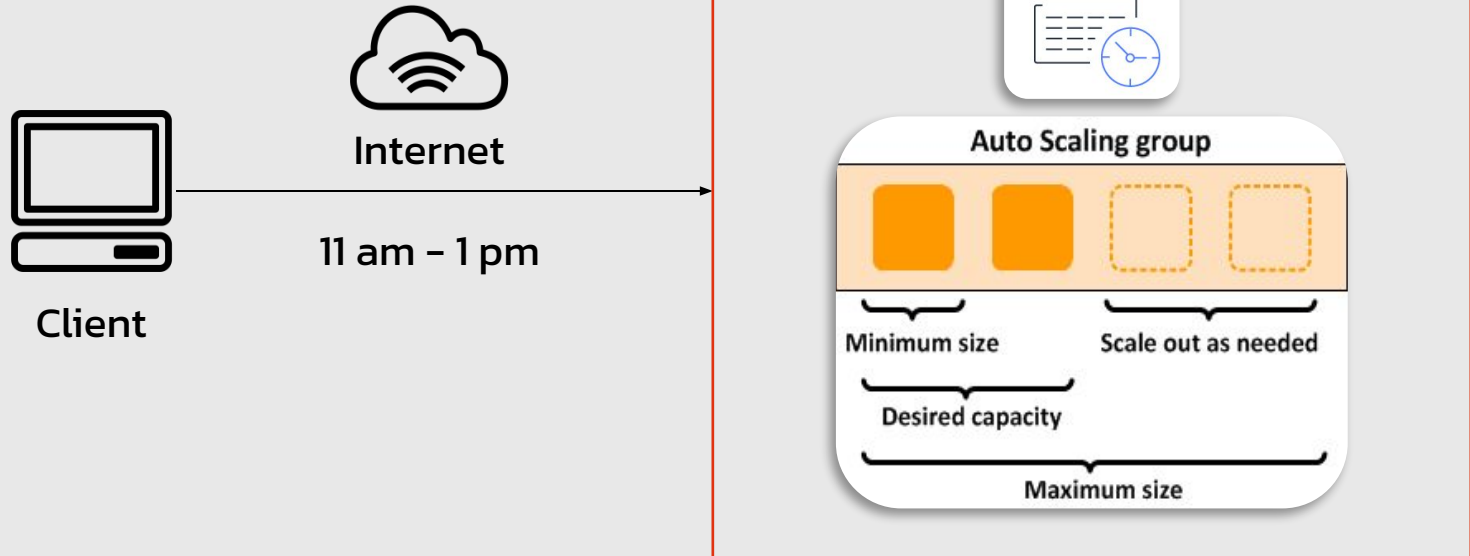 Internet
11 am - 1 pm
Client
Auto Scaling group
Minimum size
Scale out as needed
Desired capacity
Maximum size